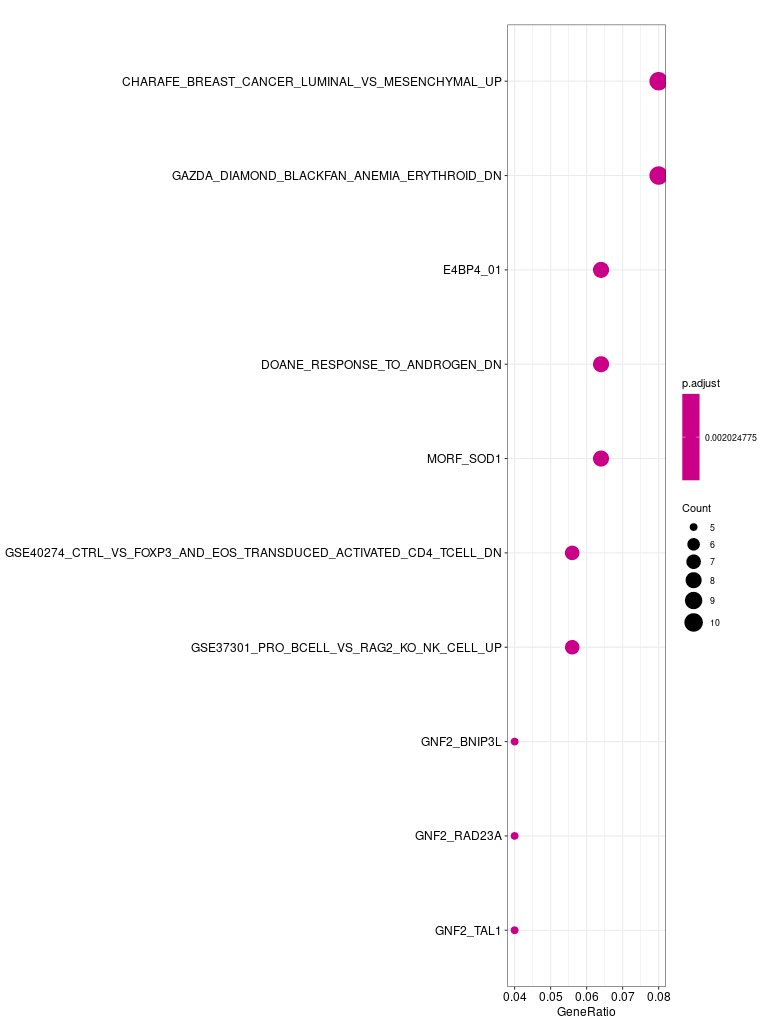 CHARAFE_BREAST_CANCER_LUMINAL_VS_MESENCHYMAL_UP
GAZDA_DIAMOND_BLACKFAN_ANEMIA_ERYTHROID_DN
E4BP4_01
DOANE_RESPONSE_TO_ANDROGEN_DN
MORF_SOD1
GSE40274_CTRL_VS_FOXP3_AND_EOS_TRANSDUCED_ACTIVATED_CD4_TCELL_DN
GSE37301_PRO_BCELL_VS_RAG2_KO_NK_CELL_UP
GNF2_BNIP3L
GNF2_RAD23A
GNF2_TAL1
0.04 0.05 0.06 0.07 0.08
GeneRatio
p.adjust
0.002024775
Count
5
6
7
8
9
10